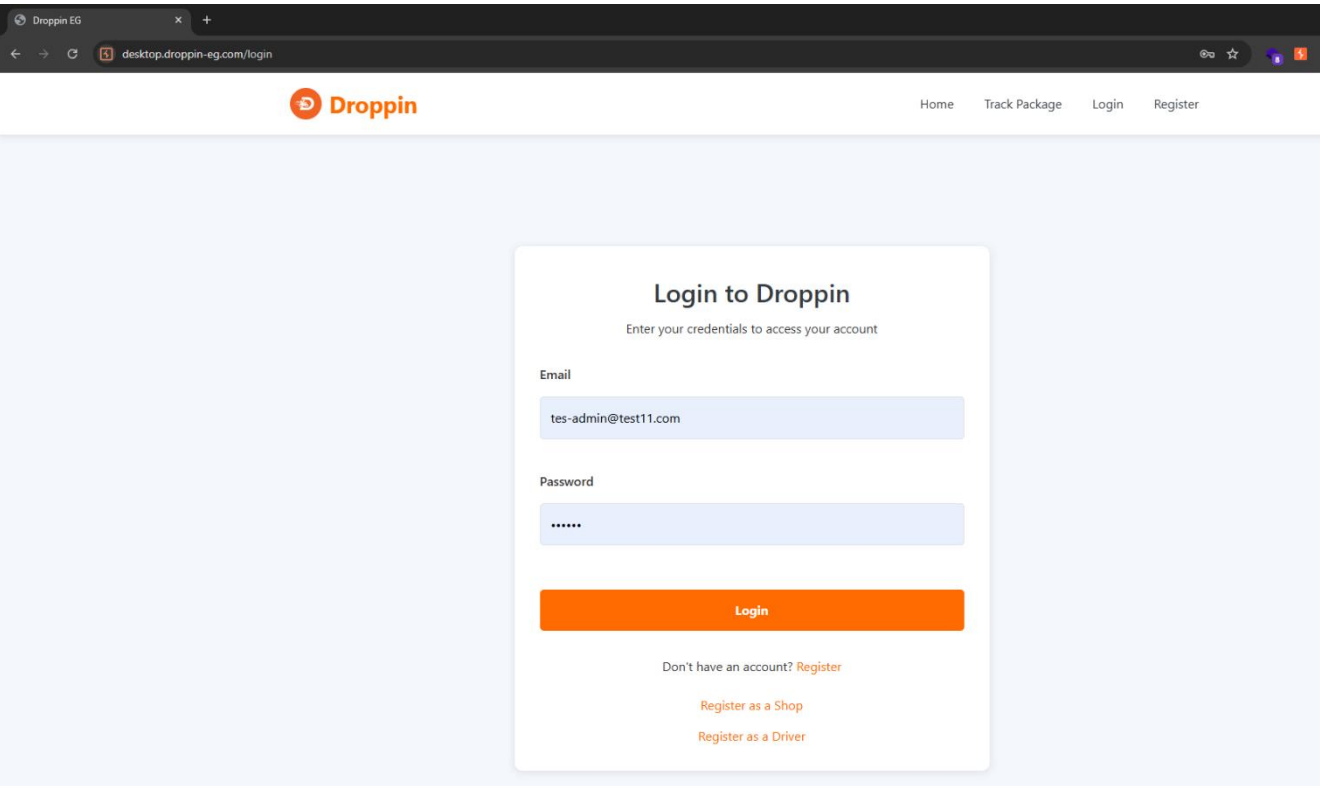 Droppin EG
desktop.droppin-eg.com/login
8
Droppin
Home Track Package Login Register
Login to Droppin
Enter your credentials to access your account
Email
tes-admin@test11.com
Password
••••••
Login
Don't have an account? Register
Register as a Shop
Register as a Driver